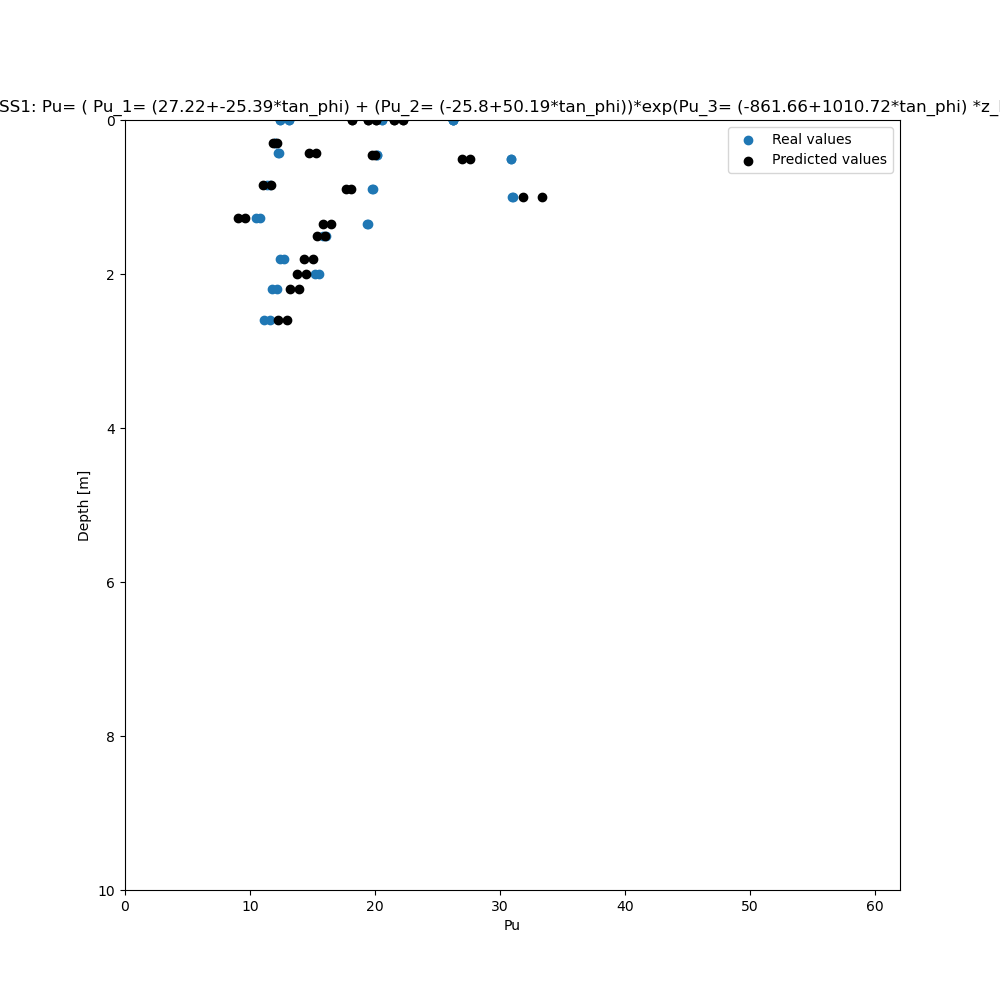 SS1: Pu= ( Pu_1= (27.22+-25.39*tan_phi) + (Pu_2= (-25.8+50.19*tan_phi))*exp(Pu_3= (-861.66+1010.72*tan_phi) *z_
Real values
Predicted values
0
2
4
6
8
10
Depth [m]
0 10 20 30 40 50 60
Pu